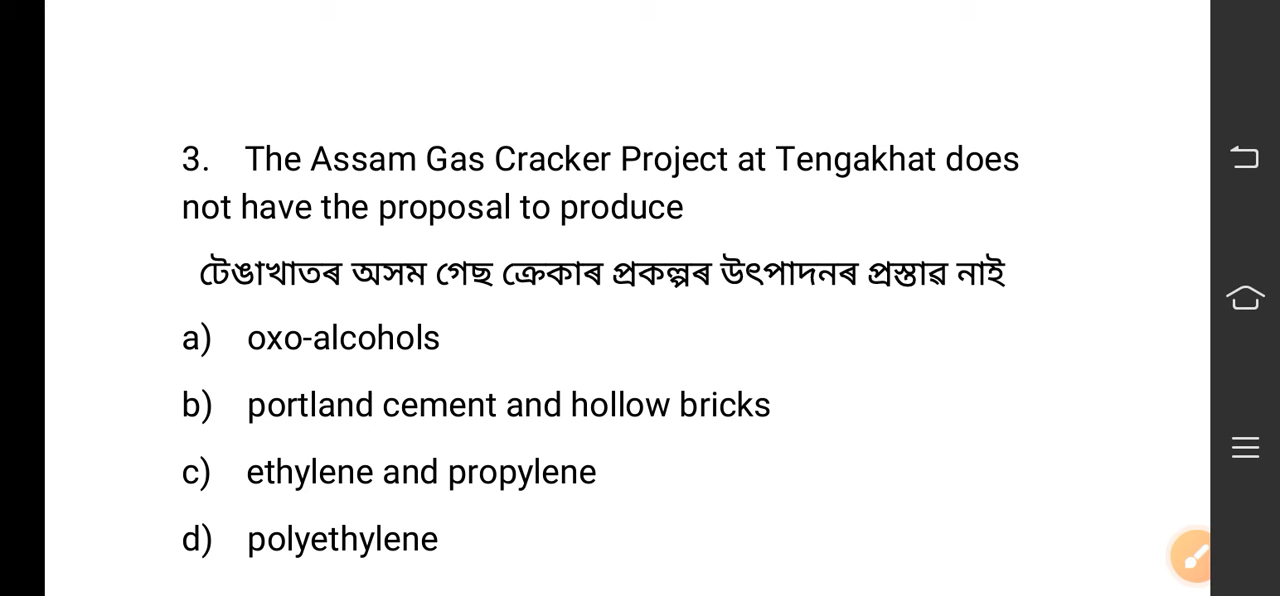 3. The Assam Gas Cracker Project at Tengakhat does
not have the proposal to produce
টেঙাখাতৰ অসম গেছ ক্ৰেকাৰ প্ৰকল্পৰ উৎপাদনৰ প্ৰস্তাৱ নাই
a) oxo-alcohols
b) portland cement and hollow bricks
c) ethylene and propylene
d) polyethylene